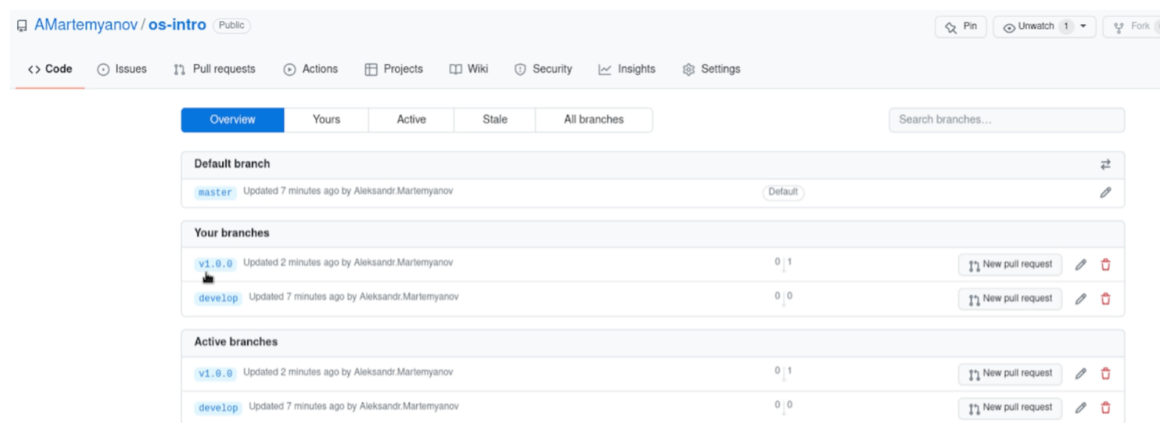 AMartemyanov / os-intro Public Pin Unwatch 1 Fork
Code Issues Pull requests Actions Projects Wiki Security Insights Settings
Overview Yours Active Stale All branches Search branches...
Default branch
master Updated 7 minutes ago by Aleksandr.Martemyanov Default
Your branches
v1.0.0 Updated 2 minutes ago by Aleksandr.Martemyanov 0 1 New pull request
develop Updated 7 minutes ago by Aleksandr.Martemyanov 0 0 New pull request
Active branches
v1.0.0 Updated 2 minutes ago by Aleksandr.Martemyanov 0 1 New pull request
develop Updated 7 minutes ago by Aleksandr.Martemyanov 0 0 New pull request